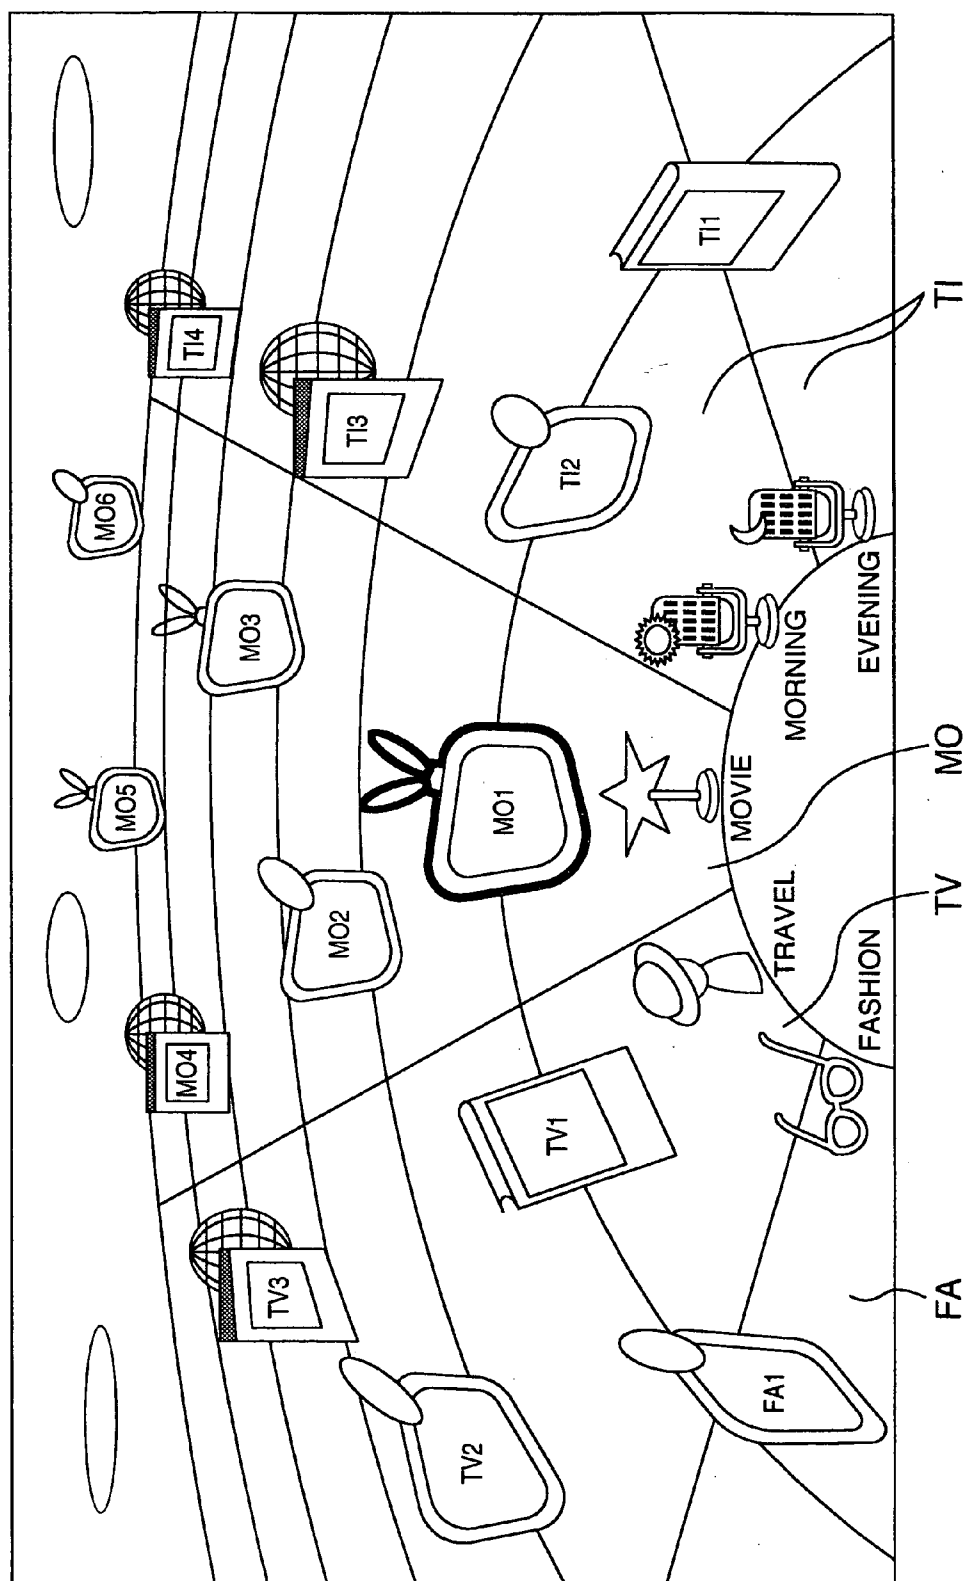 MO6
MO5
TI4
MO4
MO3
TI3
TV3
MO2
TI2
MO1
TV1
TV2
TI1
FA1
MOVIE
TRAVEL
MORNING
FASHION
EVENING
FA
TV
MO
TI